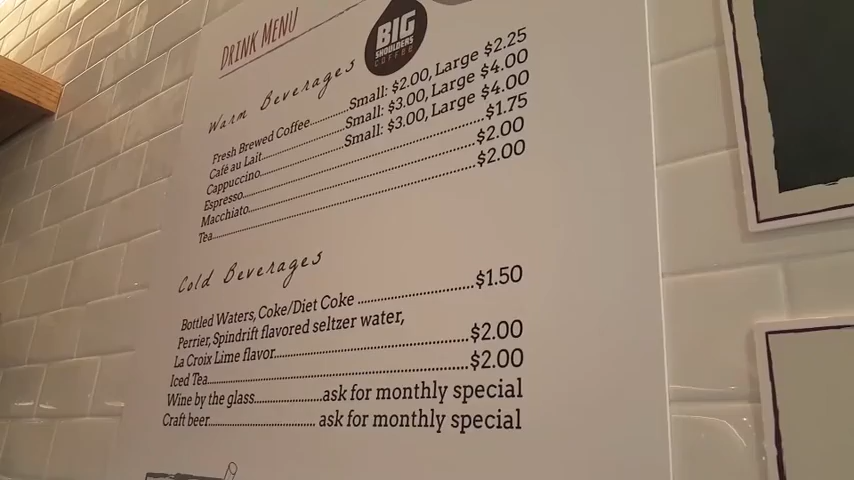 DRINK MENU
BIG
SHOULDERS
COFFEE
Warm Beverages
Fresh Brewed Coffee..........Small: $2.00, Large $2.25
Café au Lait....................Small: $3.00, Large $4.00
Cappuccino....................Small: $3.00, Large $4.00
Espresso............................................................$1.75
Macchiato.........................................................$2.00
Tea....................................................................$2.00
Cold Beverages
Bottled Waters, Coke/Diet Coke ..........................$1.50
Perrier, Spindrift flavored seltzer water,
La Croix Lime flavor.............................................$2.00
Iced Tea............................................................$2.00
Wine by the glass.................ask for monthly special
Craft beer.......................... ask for monthly special